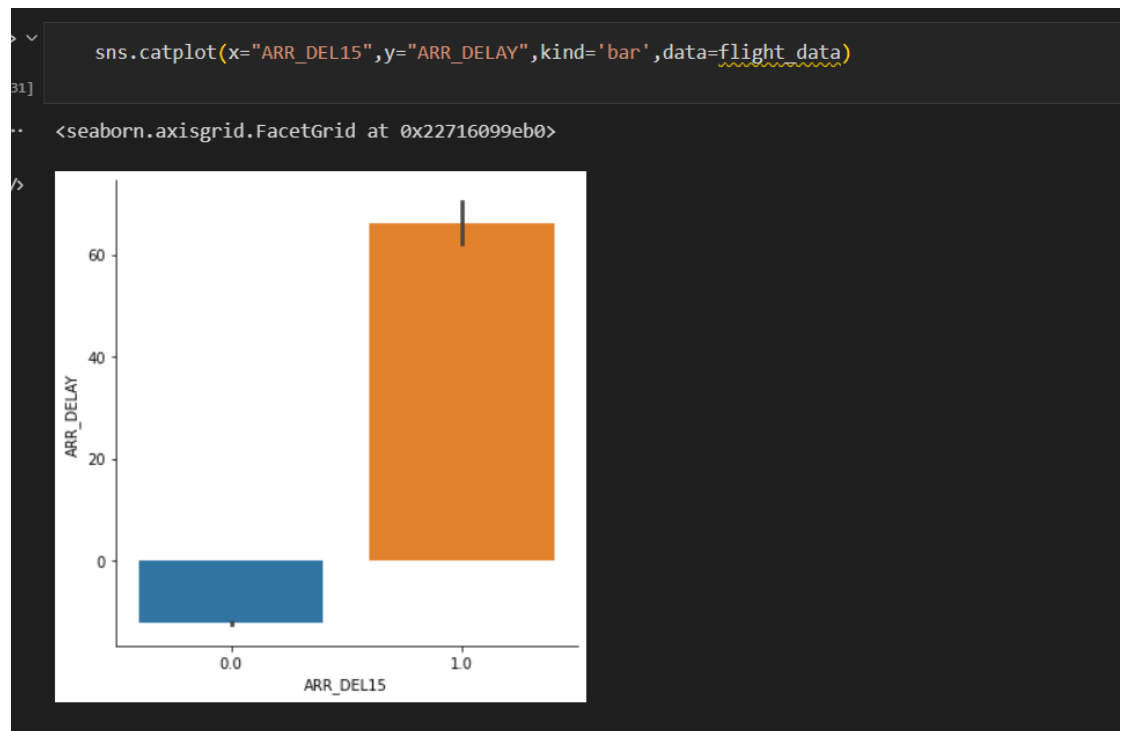 sns.catplot(x="ARR_DEL15",y="ARR_DELAY",kind='bar',data=flight_data)
31]
<seaborn.axisgrid.FacetGrid at 0x22716099eb0>
60
40
20
0
ARR_DELAY
0.0 1.0
ARR_DEL15